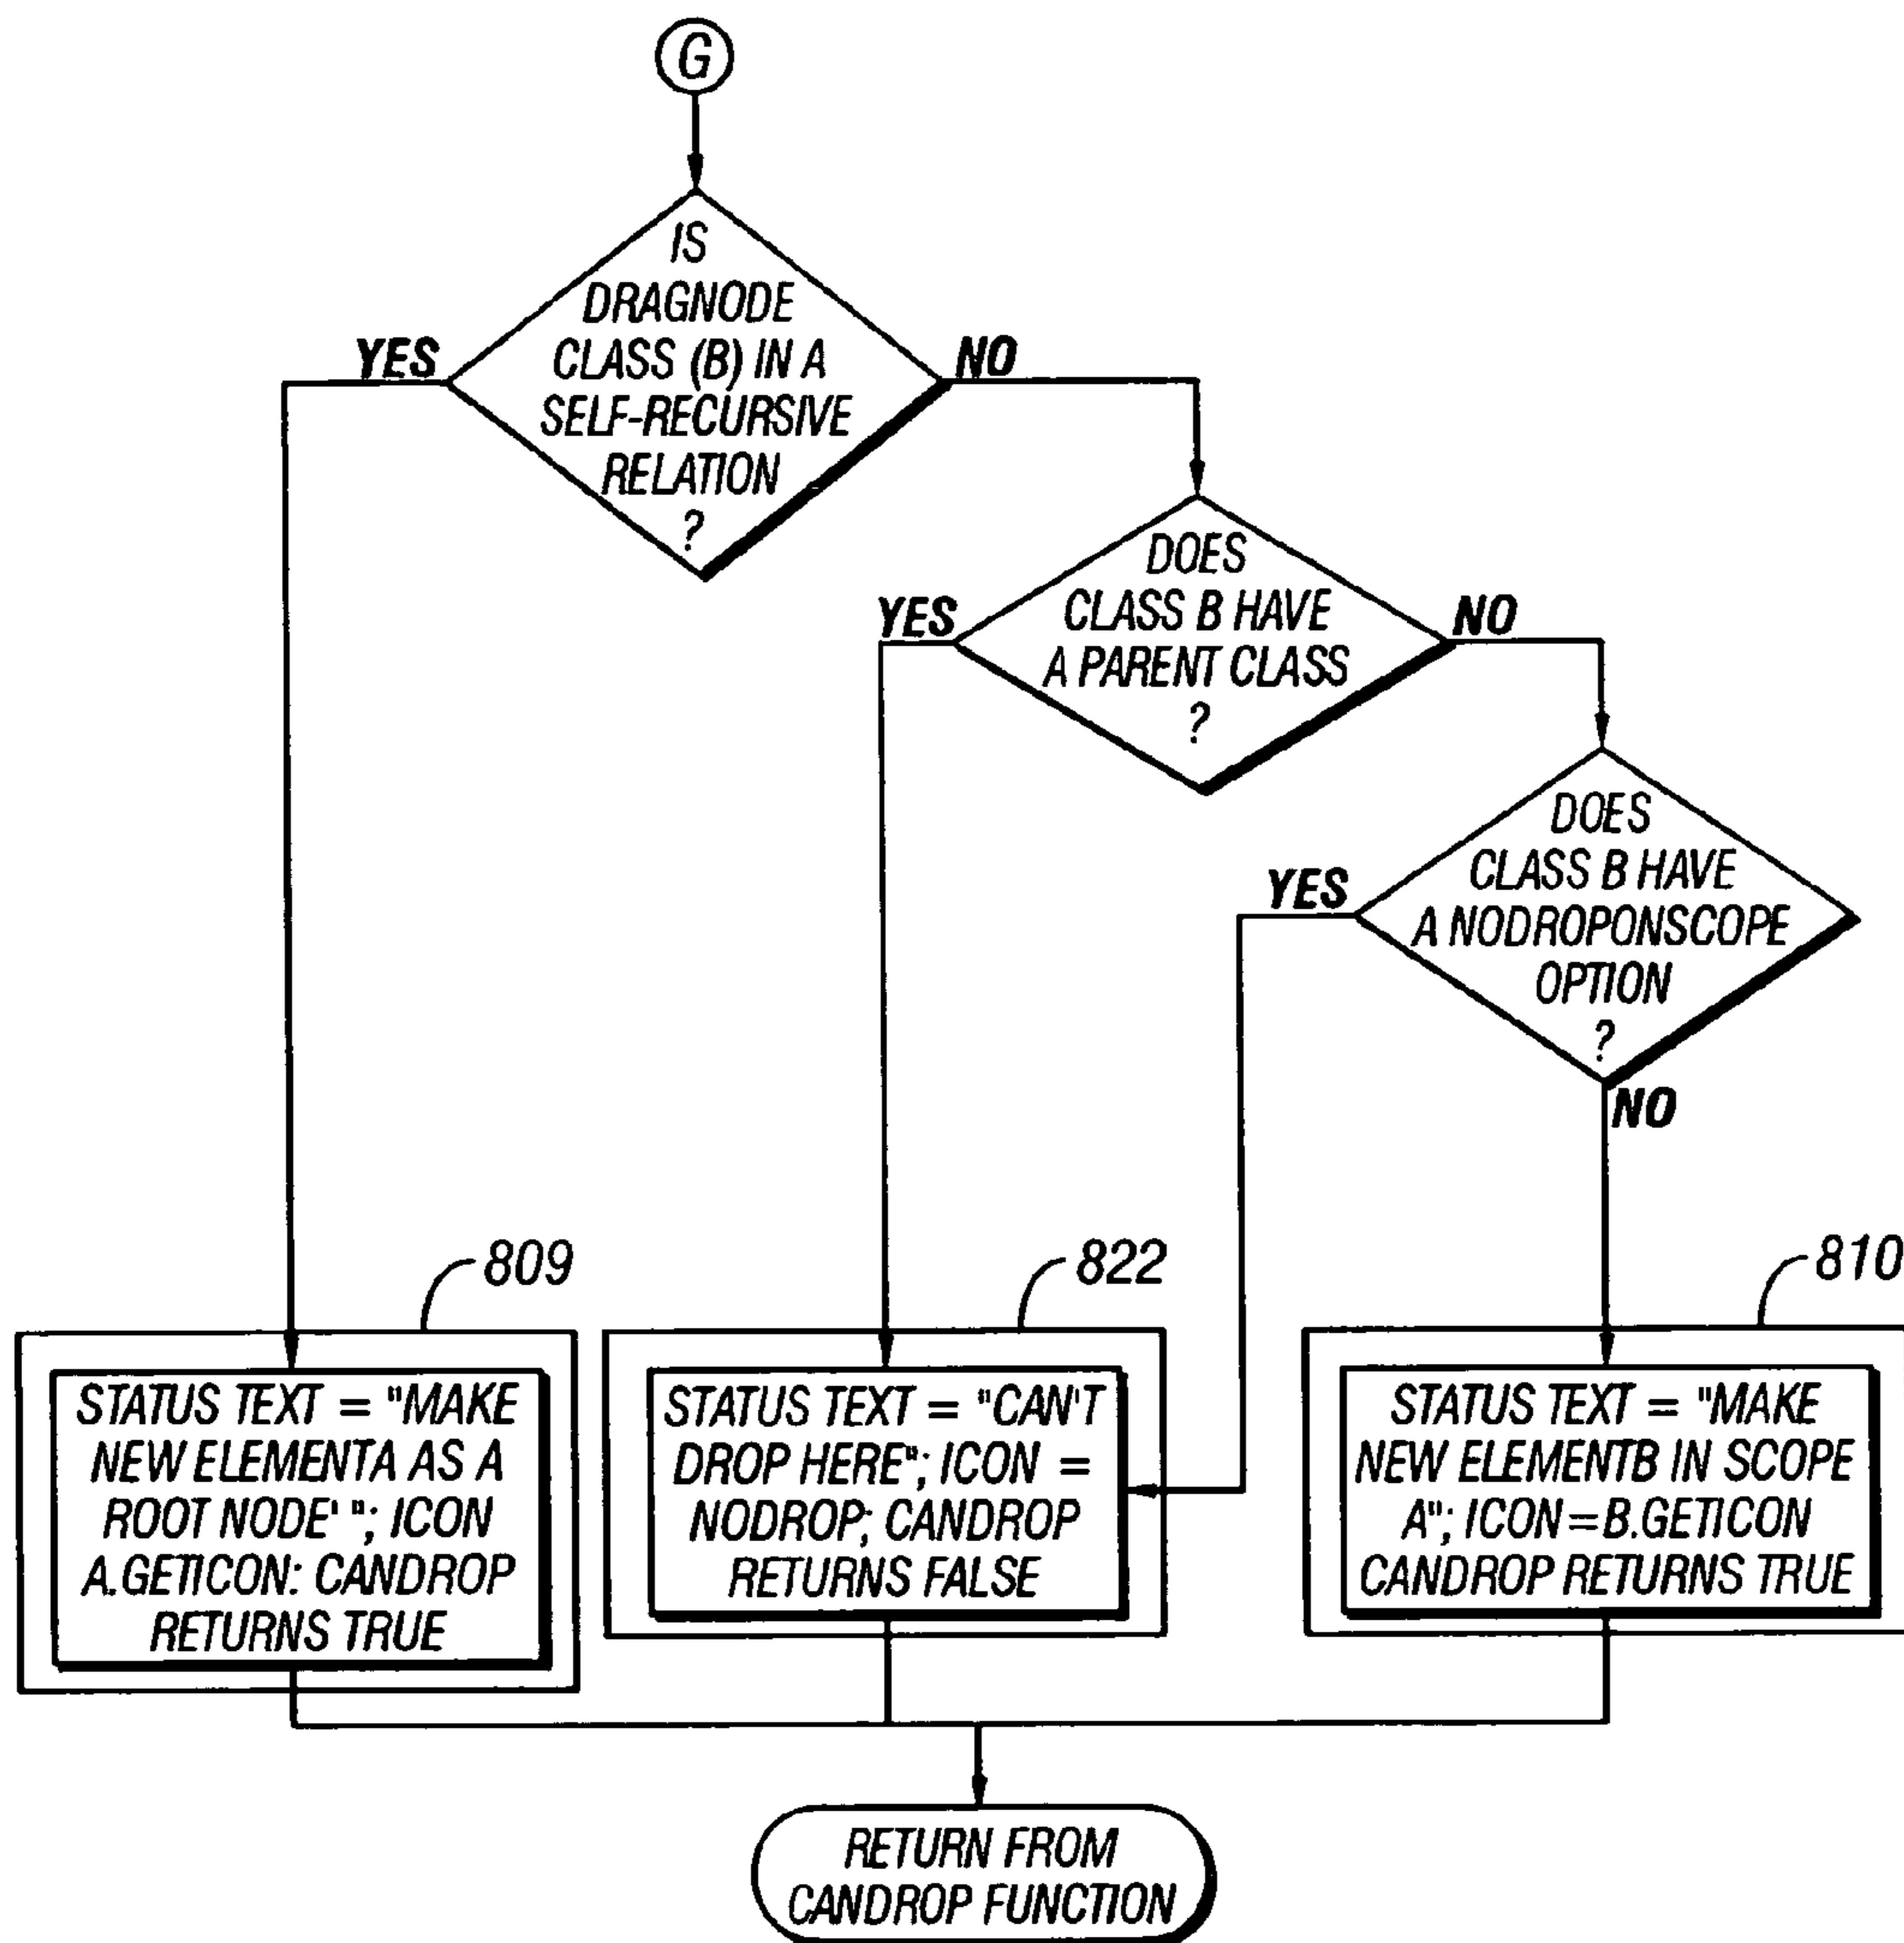 G
IS
DRAGNODE
CLASS (B) IN A
SELF-RECURSIVE
RELATION
?
YES
NO
DOES
CLASS B HAVE
A PARENT CLASS
?
YES
NO
DOES
CLASS B HAVE
A NODROPONSCOPE
OPTION
?
YES
NO
809
STATUS TEXT = "MAKE
NEW ELEMENTA AS A
ROOT NODE' "; ICON
A.GETICON: CANDROP
RETURNS TRUE
822
STATUS TEXT = "CAN'T
DROP HERE"; ICON =
NODROP; CANDROP
RETURNS FALSE
810
STATUS TEXT = "MAKE
NEW ELEMENTB IN SCOPE
A"; ICON=B.GETICON
CANDROP RETURNS TRUE
RETURN FROM
CANDROP FUNCTION